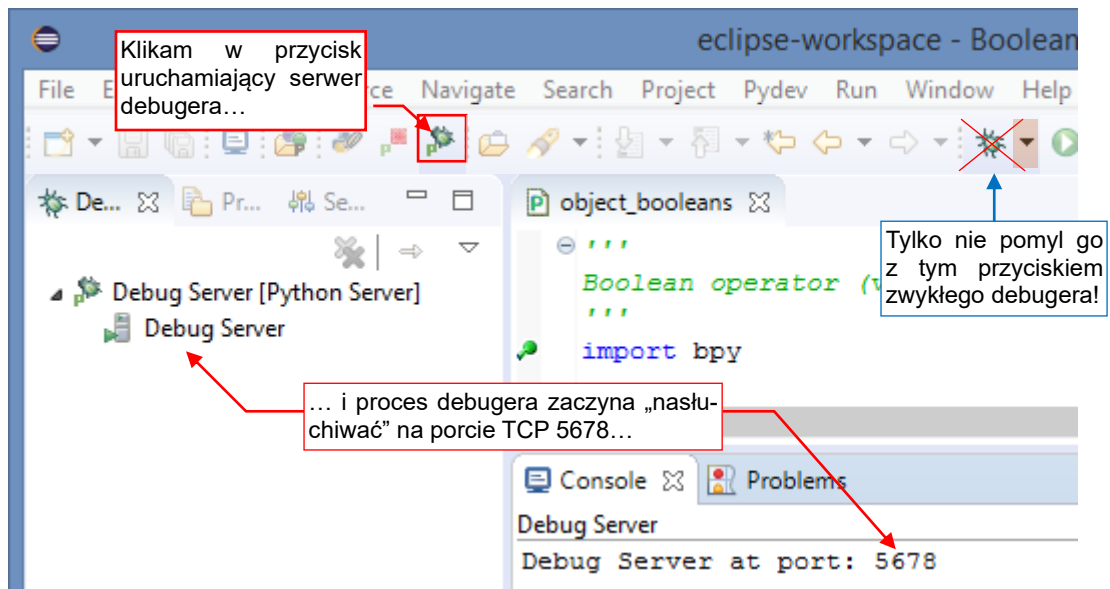 eclipse-workspace - Boolean
Klikam w przycisk
uruchamiający serwer
debugera…
File E ce Navigate Search Project Pydev Run Window Help
De... Pr... Se...
object_booleans
Tylko nie pomyl go
z tym przyciskiem
zwykłego debugera!
'''
Boolean operator (v
'''
import bpy
Debug Server [Python Server]
Debug Server
… i proces debugera zaczyna „nasłu-
chiwać” na porcie TCP 5678…
Console Problems
Debug Server
Debug Server at port: 5678